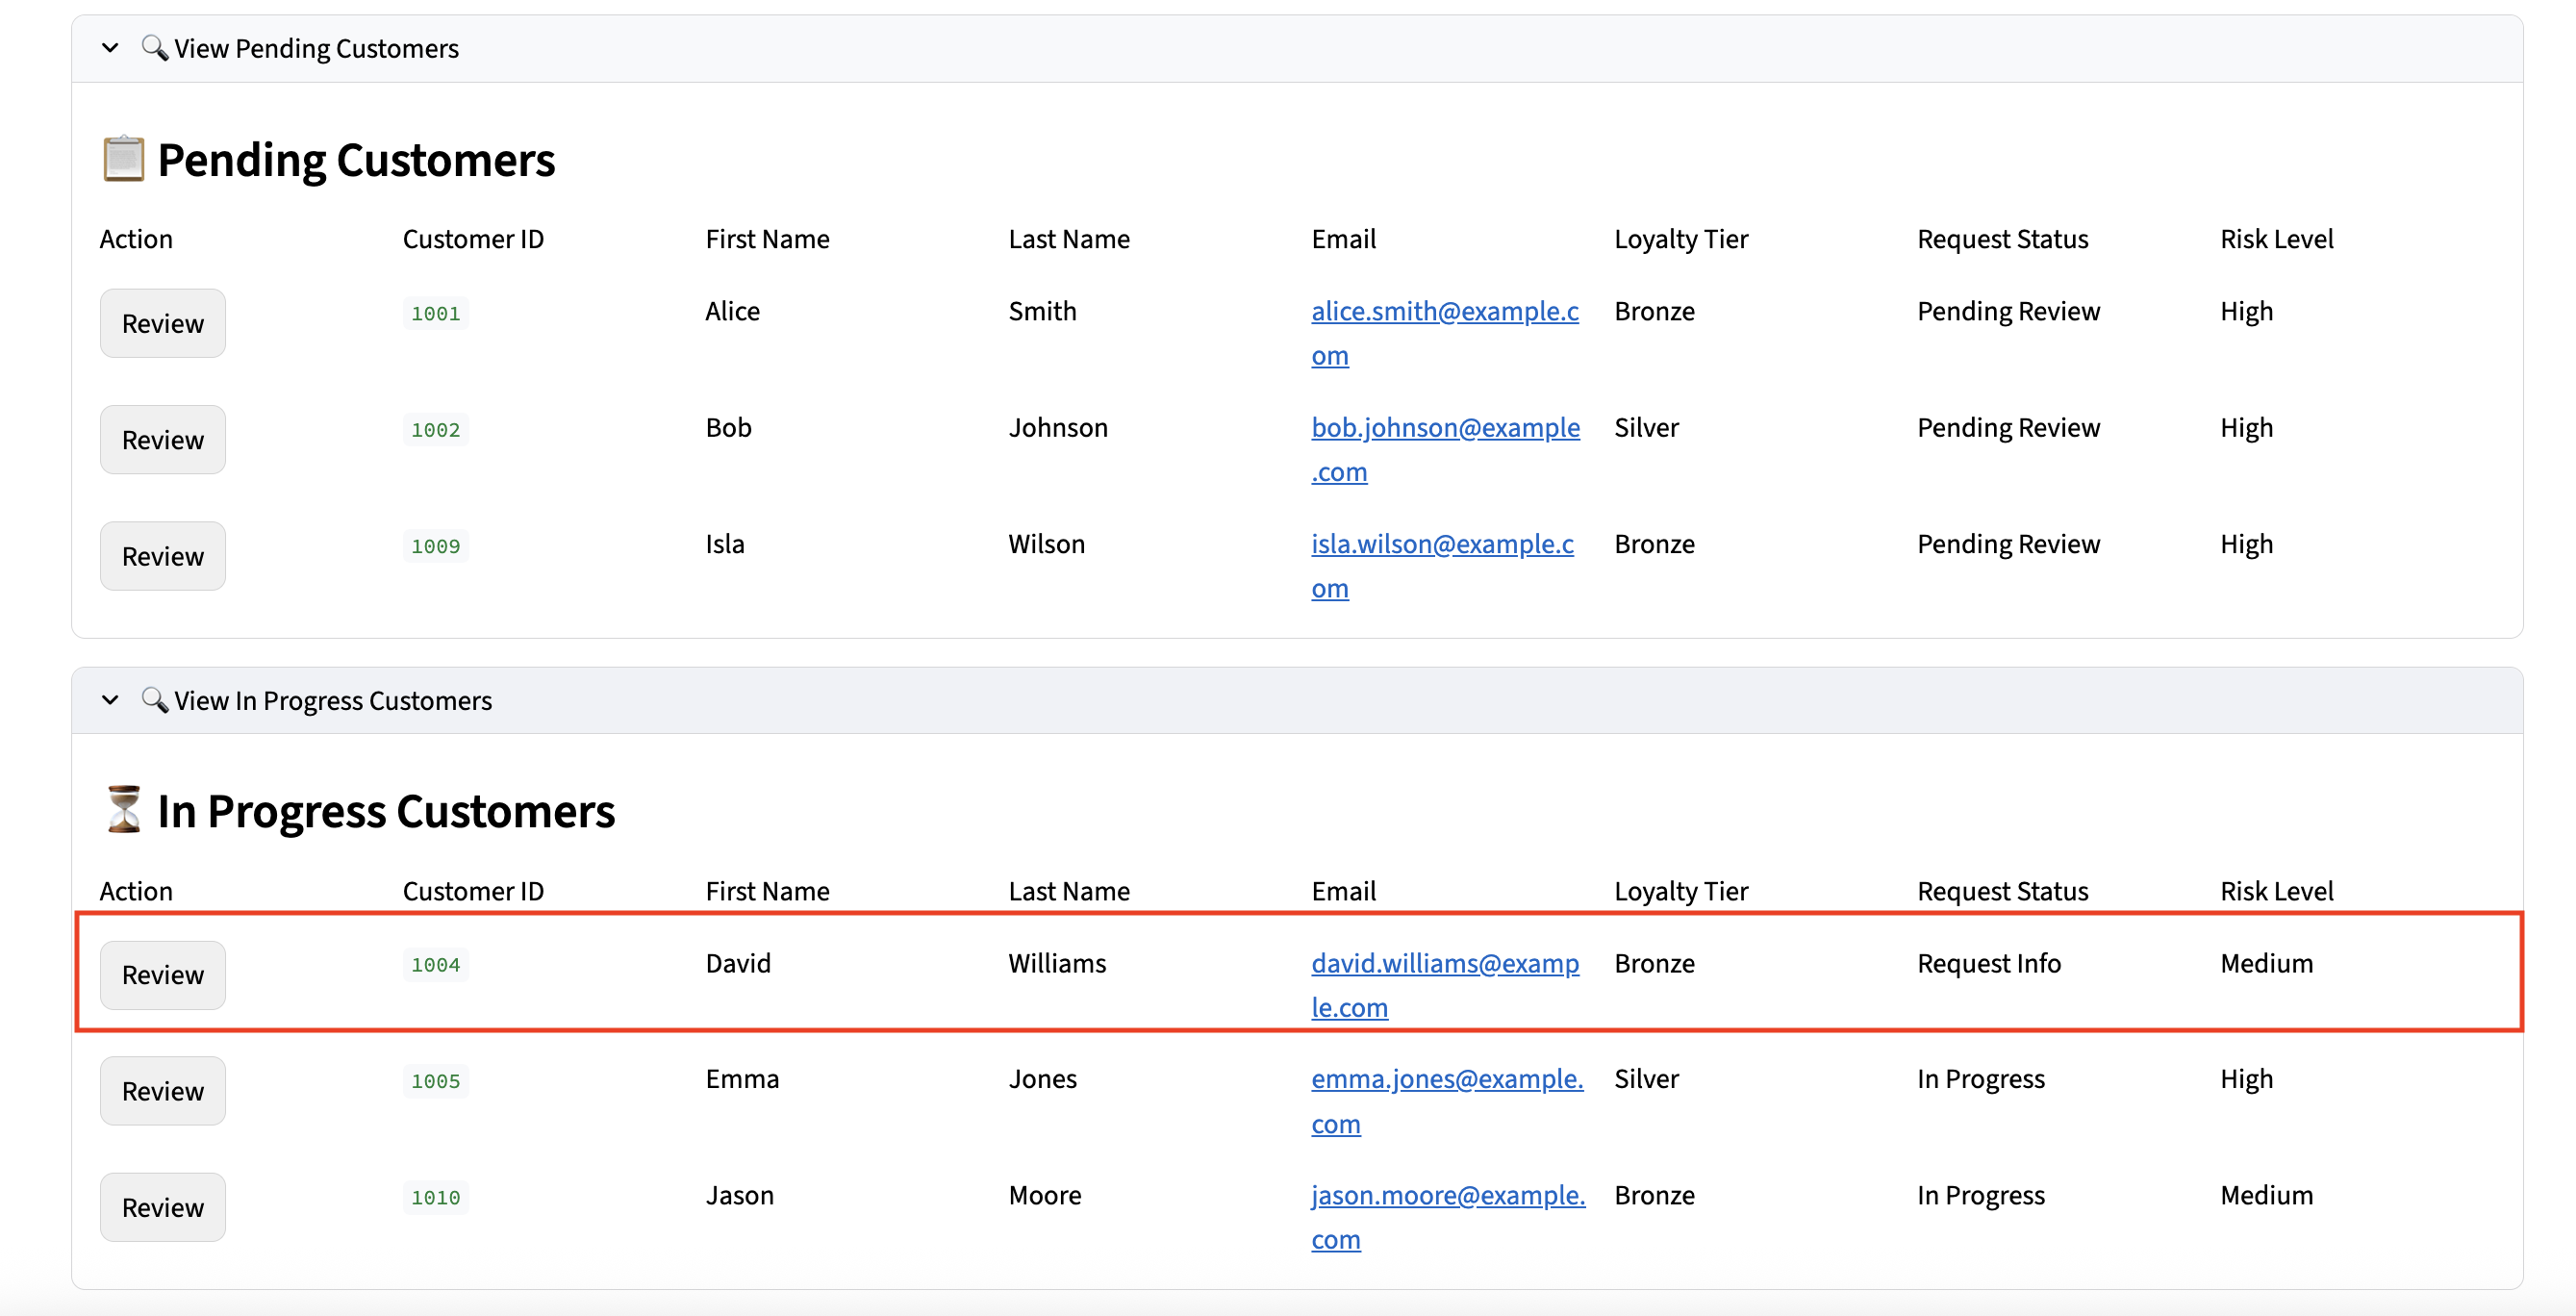 View Pending Customers
Pending Customers
Action Customer ID First Name Last Name Email Loyalty Tier Request Status Risk Level
Review 1001 Alice Smith alice.smith@example.c Bronze Pending Review High
om
Review 1002 Bob Johnson bob.johnson@example Silver Pending Review High
.com
Review 1009 Isla Wilson isla.wilson@example.c Bronze Pending Review High
om
View In Progress Customers
In Progress Customers
Action Customer ID First Name Last Name Email Loyalty Tier Request Status Risk Level
Review 1004 David Williams david.williams@examp Bronze Request Info Medium
le.com
Review 1005 Emma Jones emma.jones@example. Silver In Progress High
com
Review 1010 Jason Moore jason.moore@example. Bronze In Progress Medium
com